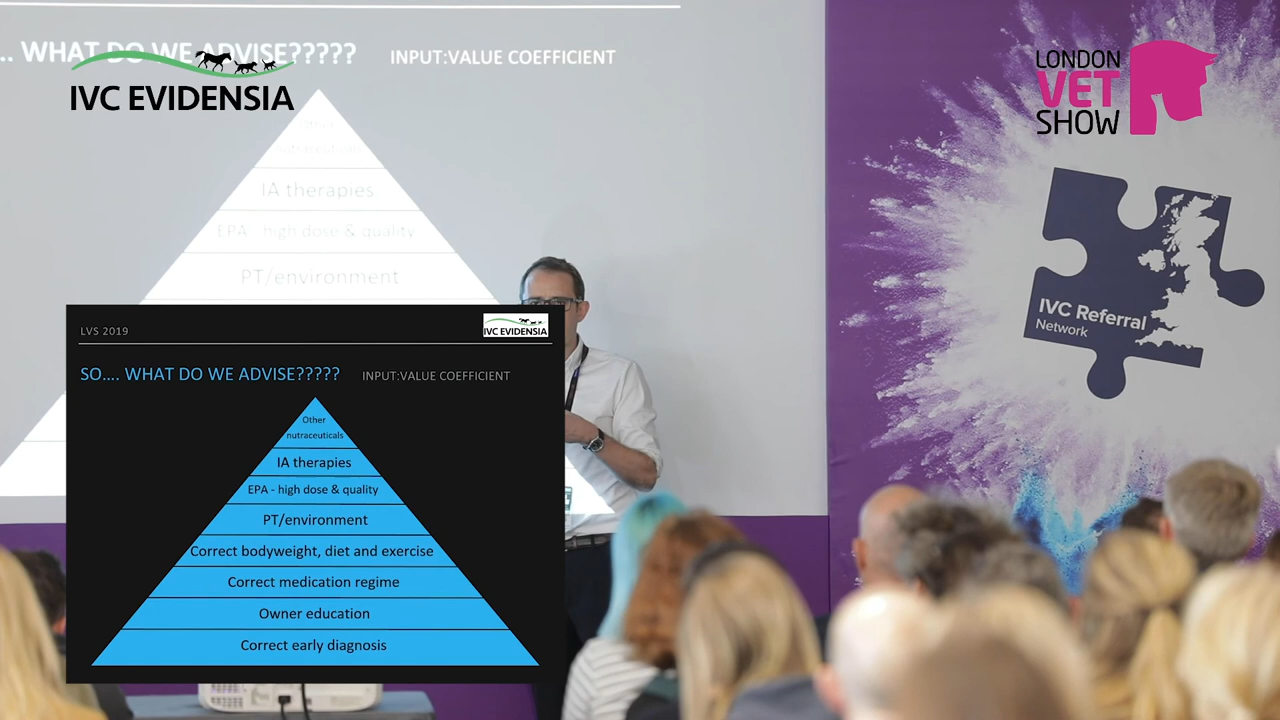 .. WHAT DO WE ADVISE?????
INPUT:VALUE COEFFICIENT
IVC EVIDENSIA
LONDON
VET
SHOW
Other
nutraceuticals
IA therapies
EPA - high dose & quality
PT/environment
IVC Referral
Network
LVS 2019
IVC EVIDENSIA
SO.... WHAT DO WE ADVISE?????
INPUT:VALUE COEFFICIENT
Other
nutraceuticals
IA therapies
EPA - high dose & quality
PT/environment
Correct bodyweight, diet and exercise
Correct medication regime
Owner education
Correct early diagnosis